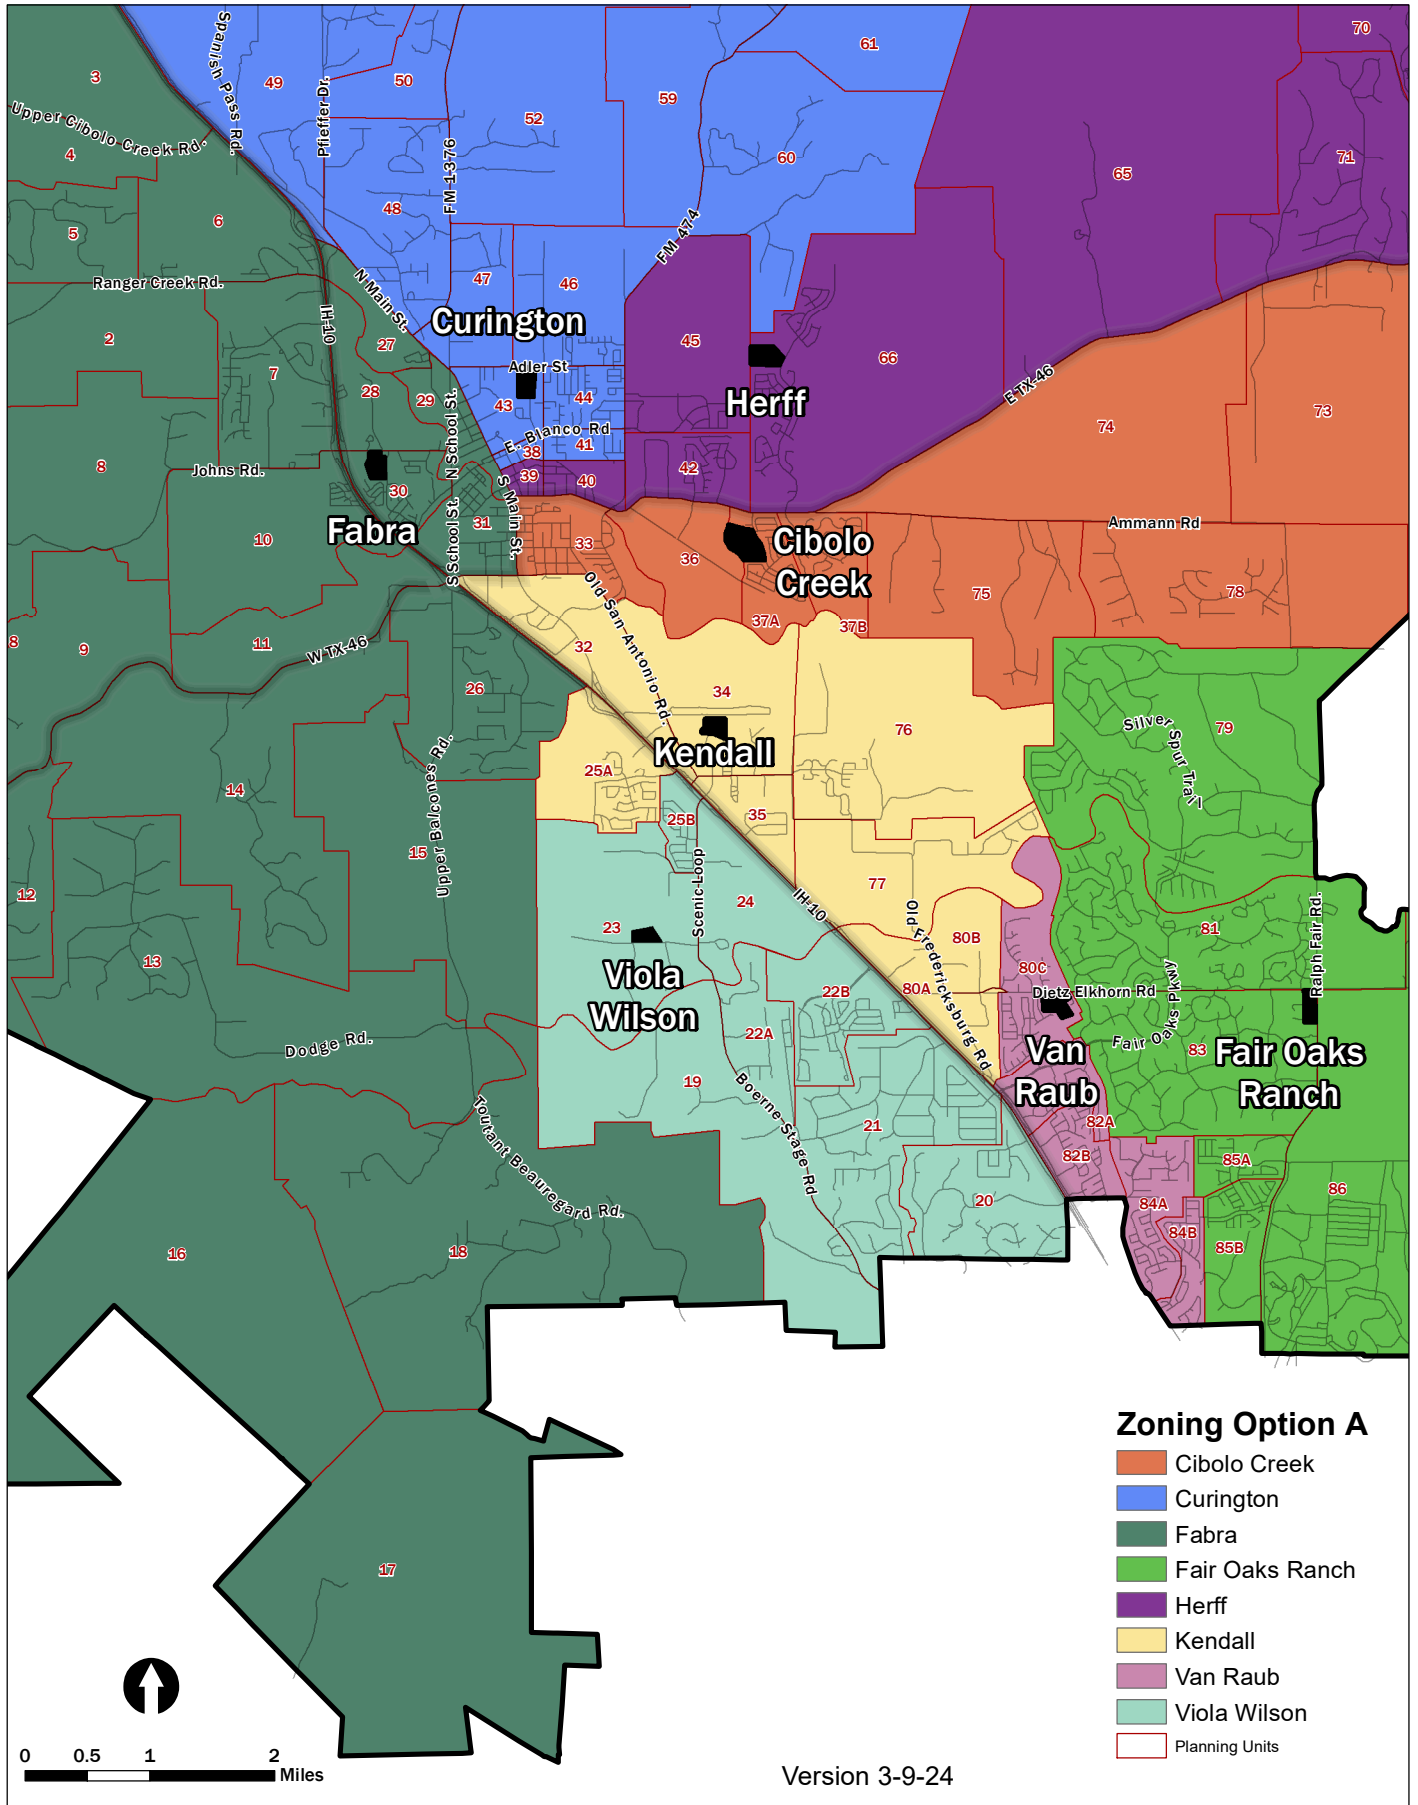 61
70
3
Spanish Pass Rd.
49
Pfieffer Dr.
50
59
52
Upper Cibolo Creek Rd.
4
FM 1376
60
71
65
48
6
5
FM 474
Ranger Creek Rd.
47
46
N Main St.
IH-10
Curington
2
27
45
66
7
Adler St
E TX-46
28
29
43
44
Herff
73
74
N School St.
E. Blanco Rd
38
41
8
Johns Rd.
42
39
40
30
S Main St.
31
Fabra
Ammann Rd
10
S School St.
33
36
Cibolo
Creek
75
78
Old San Antonio Rd.
37A
37B
8
9
11
W TX-46
32
26
34
Silver Spur Trail
79
76
Kendall
25A
14
Upper Balcones Rd.
35
25B
15
12
Scenic Loop
77
24
IH-10
Old Fredericksburg Rd
Ralph Fair Rd.
23
81
80B
13
80C
Viola
Wilson
22B
80A
Dietz Elkhorn Rd
Fair Oaks Pkwy
22A
Dodge Rd.
83
Van
Raub
Fair Oaks
Ranch
19
Boerne Stage Rd
Toutant Beauregard Rd.
21
82A
82B
85A
86
20
84A
84B
85B
16
18
17
Zoning Option A
Cibolo Creek
Curington
Fabra
Fair Oaks Ranch
Herff
Kendall
Van Raub
Viola Wilson
Planning Units
0 0.5 1 2
Miles
Version 3-9-24